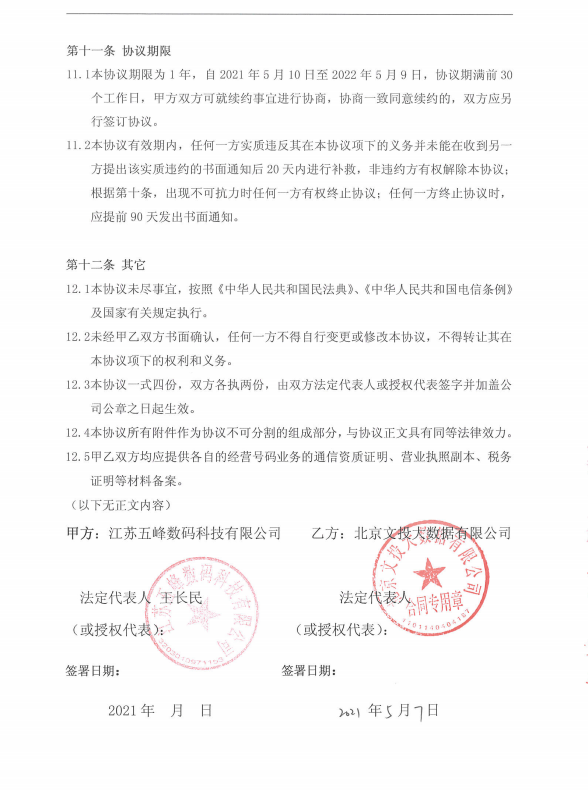 第十一条 协议期限
11.1本协议期限为 1 年，自 2021 年 5 月 10 日至 2022 年 5 月 9 日，协议期满前 30
个工作日，甲方双方可就续约事宜进行协商，协商一致同意续约的，双方应另
行签订协议。
11.2本协议有效期内，任何一方实质违反其在本协议项下的义务并未能在收到另一
方提出该实质违约的书面通知后 20 天内进行补救，非违约方有权解除本协议；
根据第十条，出现不可抗力时任何一方有权终止协议；任何一方终止协议时，
应提前 90 天发出书面通知。
第十二条 其它
12.1本协议未尽事宜，按照《中华人民共和国民法典》、《中华人民共和国电信条例》
及国家有关规定执行。
12.2未经甲乙双方书面确认，任何一方不得自行变更或修改本协议，不得转让其在
本协议项下的权利和义务。
12.3本协议一式四份，双方各执两份，由双方法定代表人或授权代表签字并加盖公
司公章之日起生效。
12.4本协议所有附件作为协议不可分割的组成部分，与协议正文具有同等法律效力。
12.5甲乙双方均应提供各自的经营号码业务的通信资质证明、营业执照副本、税务
证明等材料备案。
（以下无正文内容）
甲方：江苏五峰数码科技有限公司 乙方：北京文投大数据有限公司
北京文投大数据有限公司
合同专用章
法定代表人 王长民 法定代表人
（或授权代表）： （或授权代表）：
签署日期： 签署日期：
2021 年 月 日 2021 年 5 月 7 日